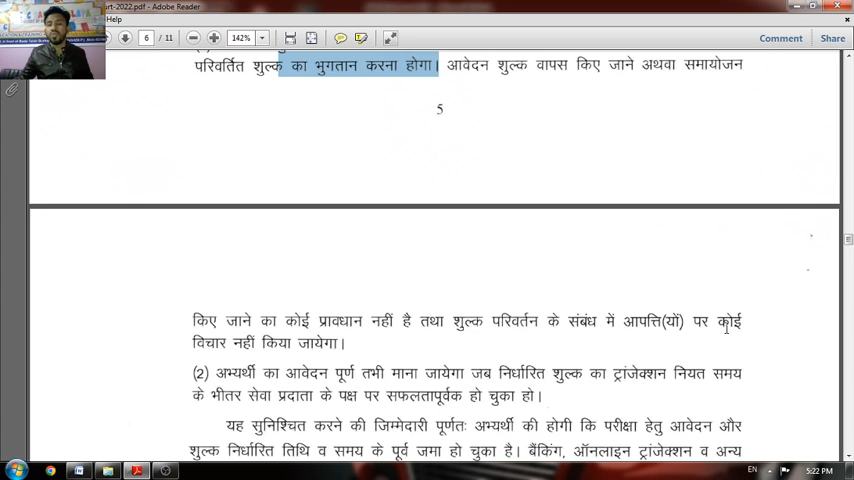 urt-2022.pdf - Adobe Reader
Help
6 / 11
142%
Comment
Share
परिवर्तित शुल्क का भुगतान करना होगा। आवेदन शुल्क वापस किए जाने अथवा समायोजन
5
किए जाने का कोई प्रावधान नहीं है तथा शुल्क परिवर्तन के संबंध में आपत्ति(यों) पर कोई
विचार नहीं किया जायेगा।
(2) अभ्यर्थी का आवेदन पूर्ण तभी माना जायेगा जब निर्धारित शुल्क का ट्रांजेक्शन नियत समय
के भीतर सेवा प्रदाता के पक्ष पर सफलतापूर्वक हो चुका हो।
यह सुनिश्चित करने की जिम्मेदारी पूर्णतः अभ्यर्थी की होगी कि परीक्षा हेतु आवेदन और
शुल्क निर्धारित तिथि व समय के पूर्व जमा हो चुका है। बैंकिंग, ऑनलाइन ट्रांजेक्शन व अन्य
EN
5:22 PM